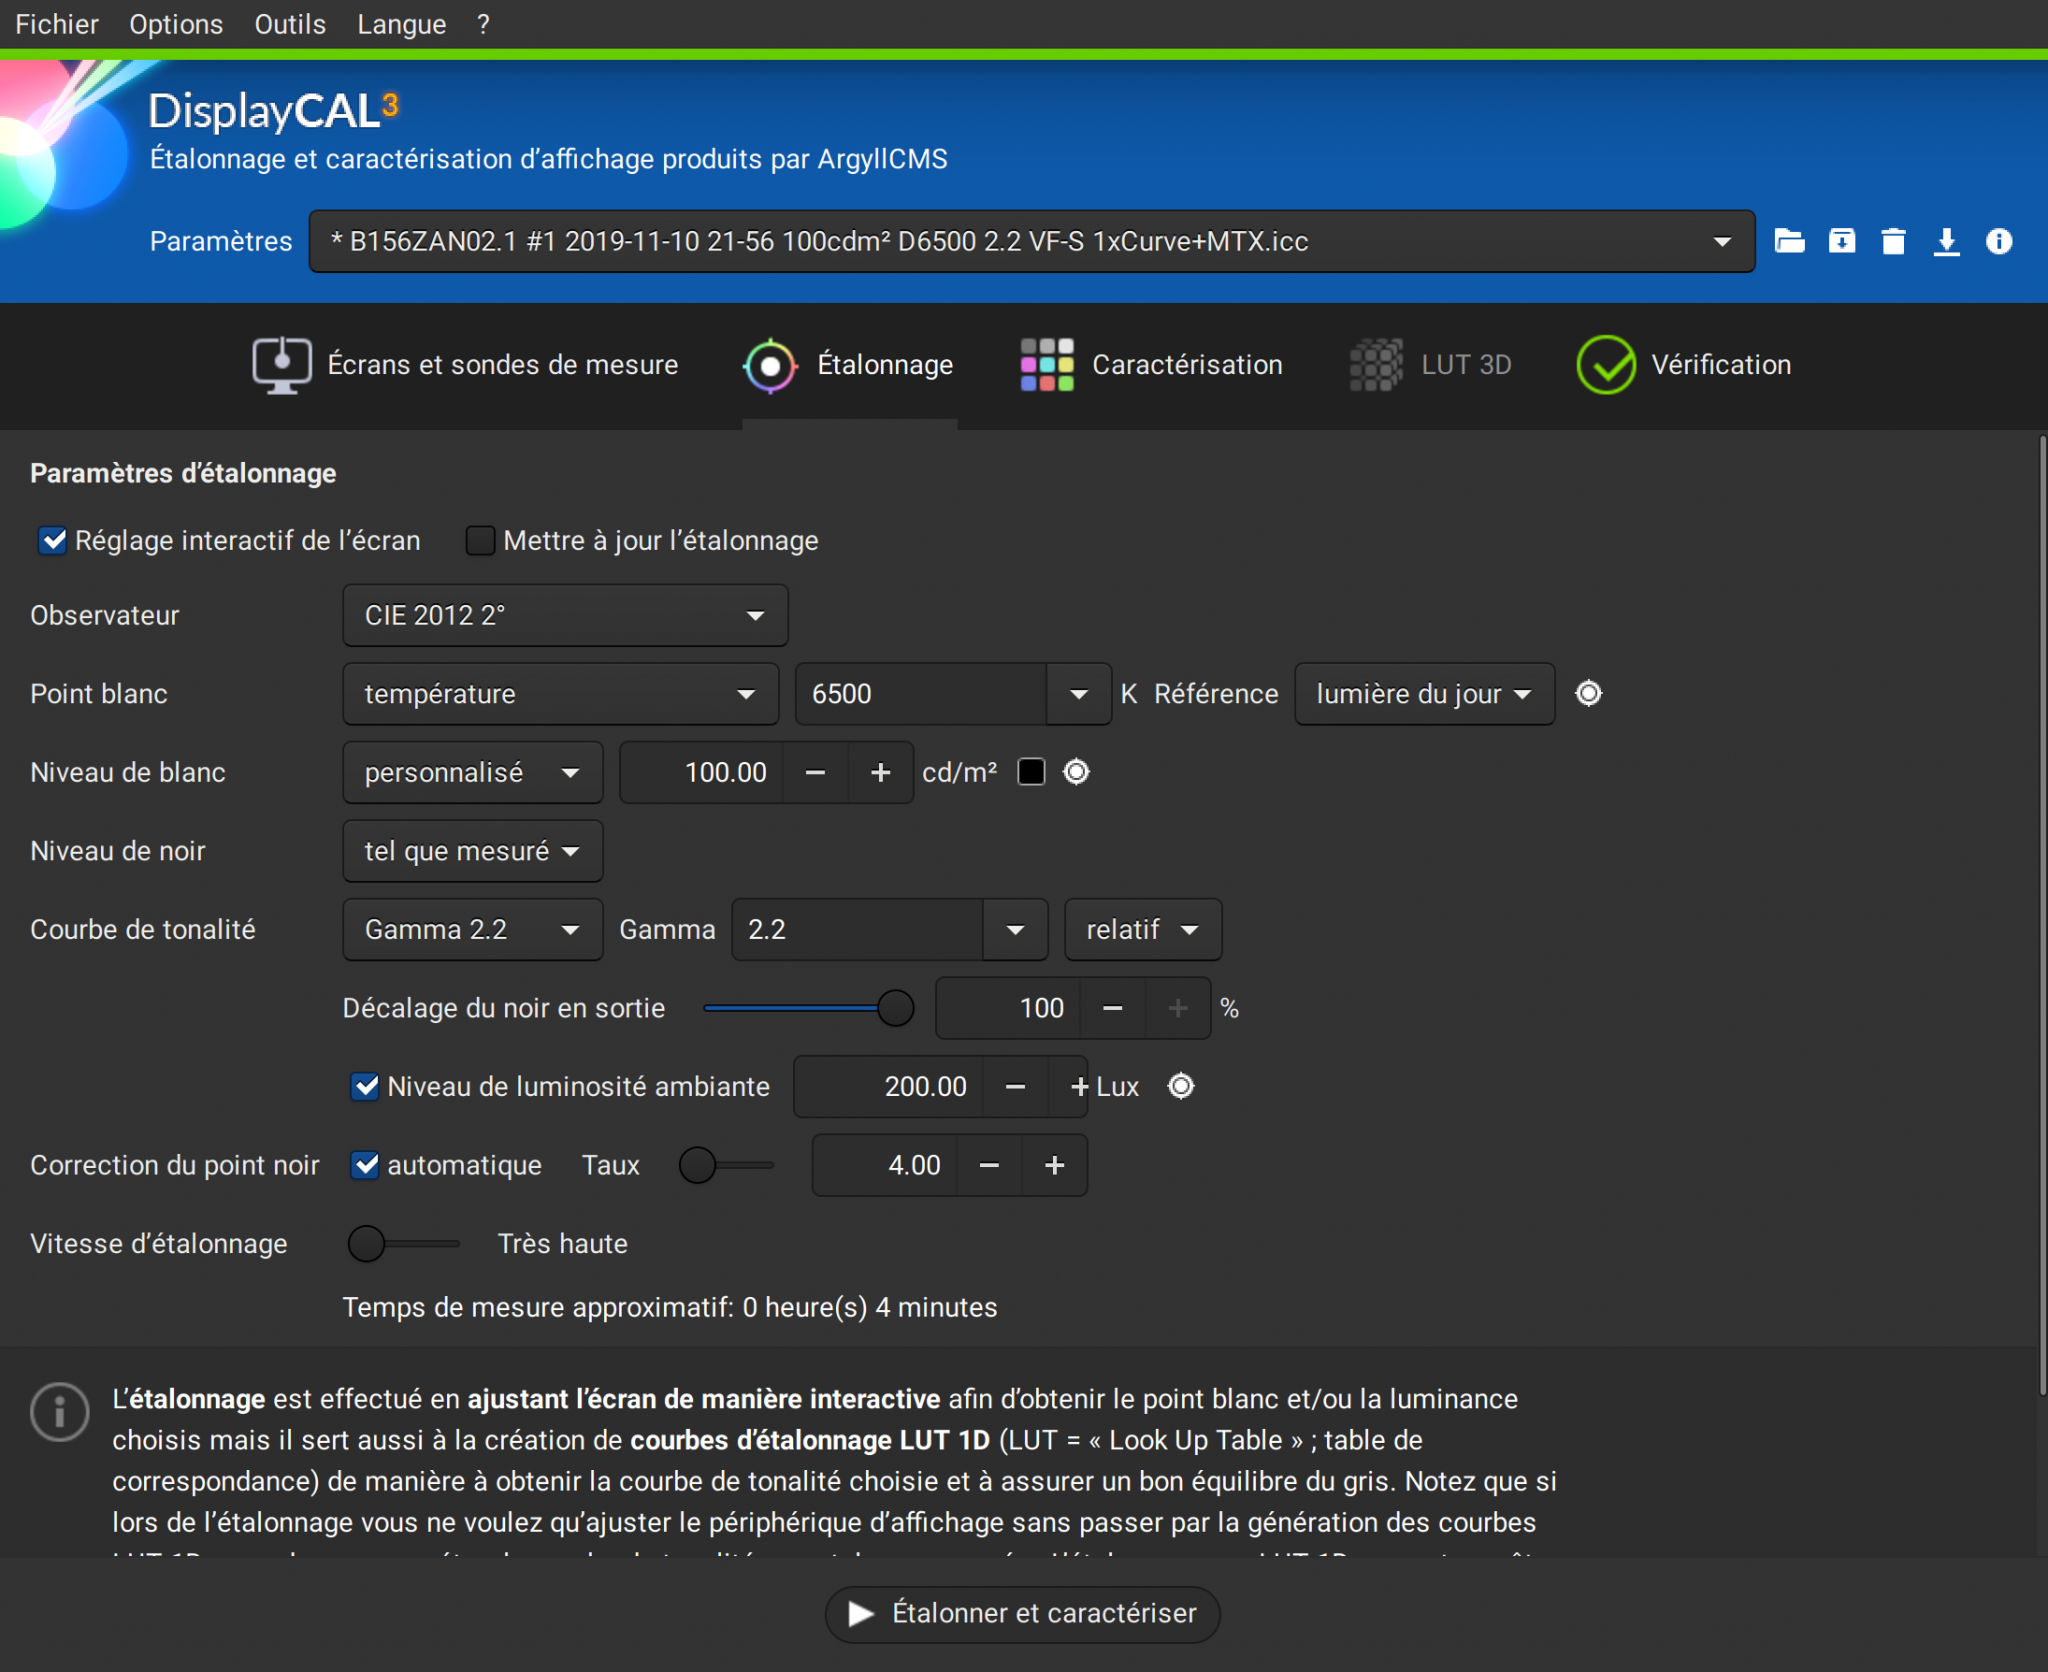 Fichier Options Outils Langue ?
DisplayCAL3
Étalonnage et caractérisation d’affichage produits par ArgyllCMS
Paramètres * B156ZAN02.1 #1 2019-11-10 21-56 100cdm² D6500 2.2 VF-S 1xCurve+MTX.icc
Écrans et sondes de mesure Étalonnage Caractérisation LUT 3D Vérification
Paramètres d’étalonnage
Réglage interactif de l’écran Mettre à jour l’étalonnage
Observateur CIE 2012 2°
Point blanc température 6500 K Référence lumière du jour
Niveau de blanc personnalisé 100.00 − + cd/m²
Niveau de noir tel que mesuré
Courbe de tonalité Gamma 2.2 Gamma 2.2 relatif
Décalage du noir en sortie 100 − + %
Niveau de luminosité ambiante 200.00 − + Lux
Correction du point noir automatique Taux 4.00 − +
Vitesse d’étalonnage Très haute
Temps de mesure approximatif: 0 heure(s) 4 minutes
L’étalonnage est effectué en ajustant l’écran de manière interactive afin d’obtenir le point blanc et/ou la luminance
choisis mais il sert aussi à la création de courbes d’étalonnage LUT 1D (LUT = « Look Up Table » ; table de
correspondance) de manière à obtenir la courbe de tonalité choisie et à assurer un bon équilibre du gris. Notez que si
lors de l’étalonnage vous ne voulez qu’ajuster le périphérique d’affichage sans passer par la génération des courbes
Étalonner et caractériser